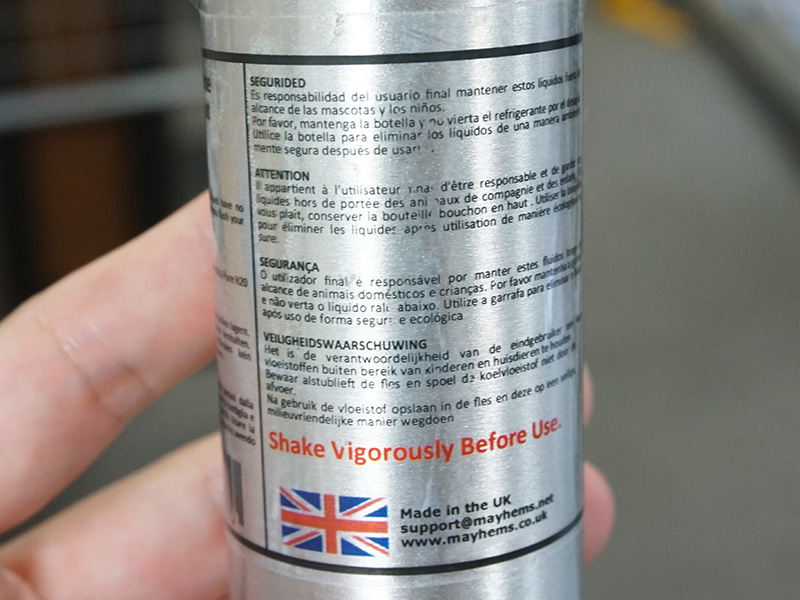 SEGURIDED
Es responsabilidad del usuario final mantener estos liquidos
alcance de las mascotas y los niños.
Por favor, mantenga la botella y no vierta el refrigerante por el
Utilice la botella para eliminar los líquidos de una manera
mente segura después de usar
ATTENTION
Il appartient à l'utilisateur final d'être responsable et de garder
liquides hors de portée des animaux de compagnie et des
vous plait, conserver la bouteille bouchon en haut. Utiliser la
pour éliminer les liquides après utilisation de manière
sure.
SEGURANÇA
O utilizador final é responsável por manter estes fluidos
alcance de animais domésticos e crianças. Por favor mantenha a
e não verta o liquido ralo abaixo. Utilize a garrafa para eliminar
após uso de forma segura e ecológica
VEILIGHEIDSWAARSCHUWING
Het is de verantwoordelijkheid van de eindgebruiker
vloeistoffen buiten bereik van kinderen en huisdieren te houden
Bewaar alstublieft de fles en spoel de koelvloeistof niet door
afvoer.
Na gebruik de vloeistof opslaan in de fles en deze op een
milieuvriendelijke manier wegdoen
Shake Vigorously Before Use.
Made in the UK
support@mayhems.net
www.mayhems.co.uk